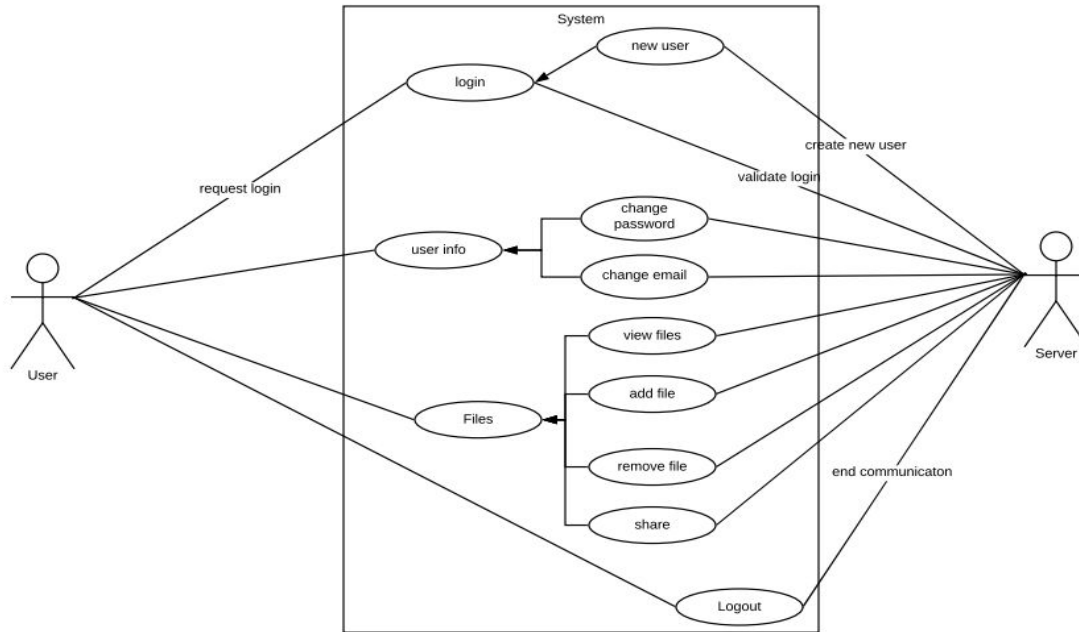 System
new user
login
create new user
validate login
request login
change
password
user info
change email
view files
User
Server
add file
Files
remove file
end communicaton
share
Logout